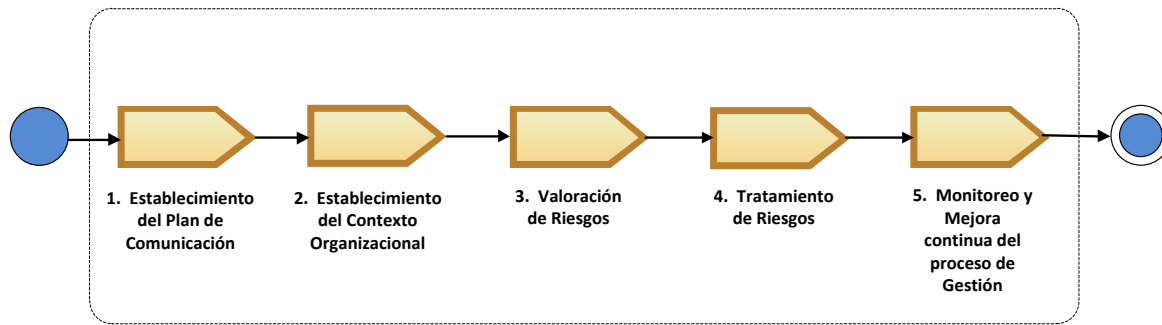 1. Establecimiento
del Plan de
Comunicación
2. Establecimiento
del Contexto
Organizacional
3. Valoración
de Riesgos
4. Tratamiento
de Riesgos
5. Monitoreo y
Mejora
continua del
proceso de
Gestión